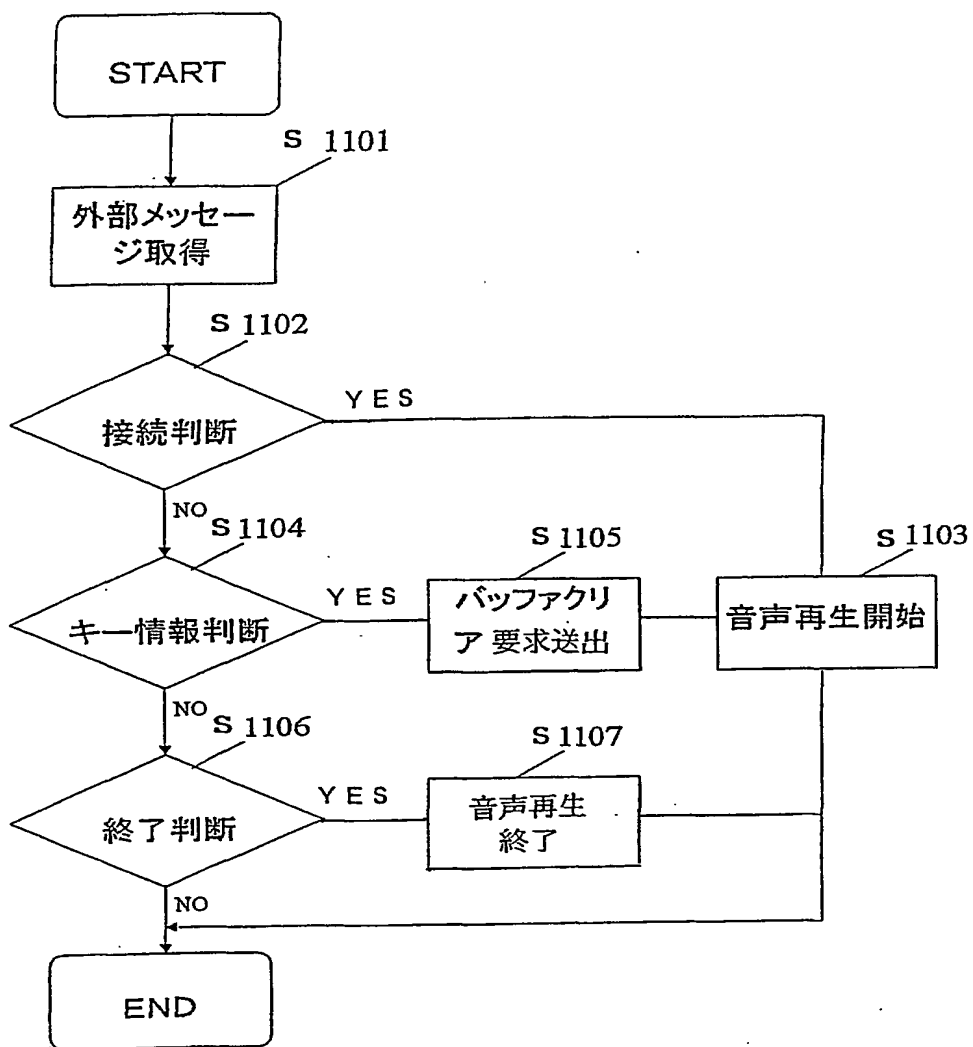 START
S 1101
外部メッセー
ジ取得
S 1102
YES
接続判断
NO
S 1104
S 1105
S 1103
YES
キー情報判断
バッファクリ
ア要求送出
音声再生開始
NO
S 1106
S 1107
YES
終了判断
音声再生
終了
NO
END